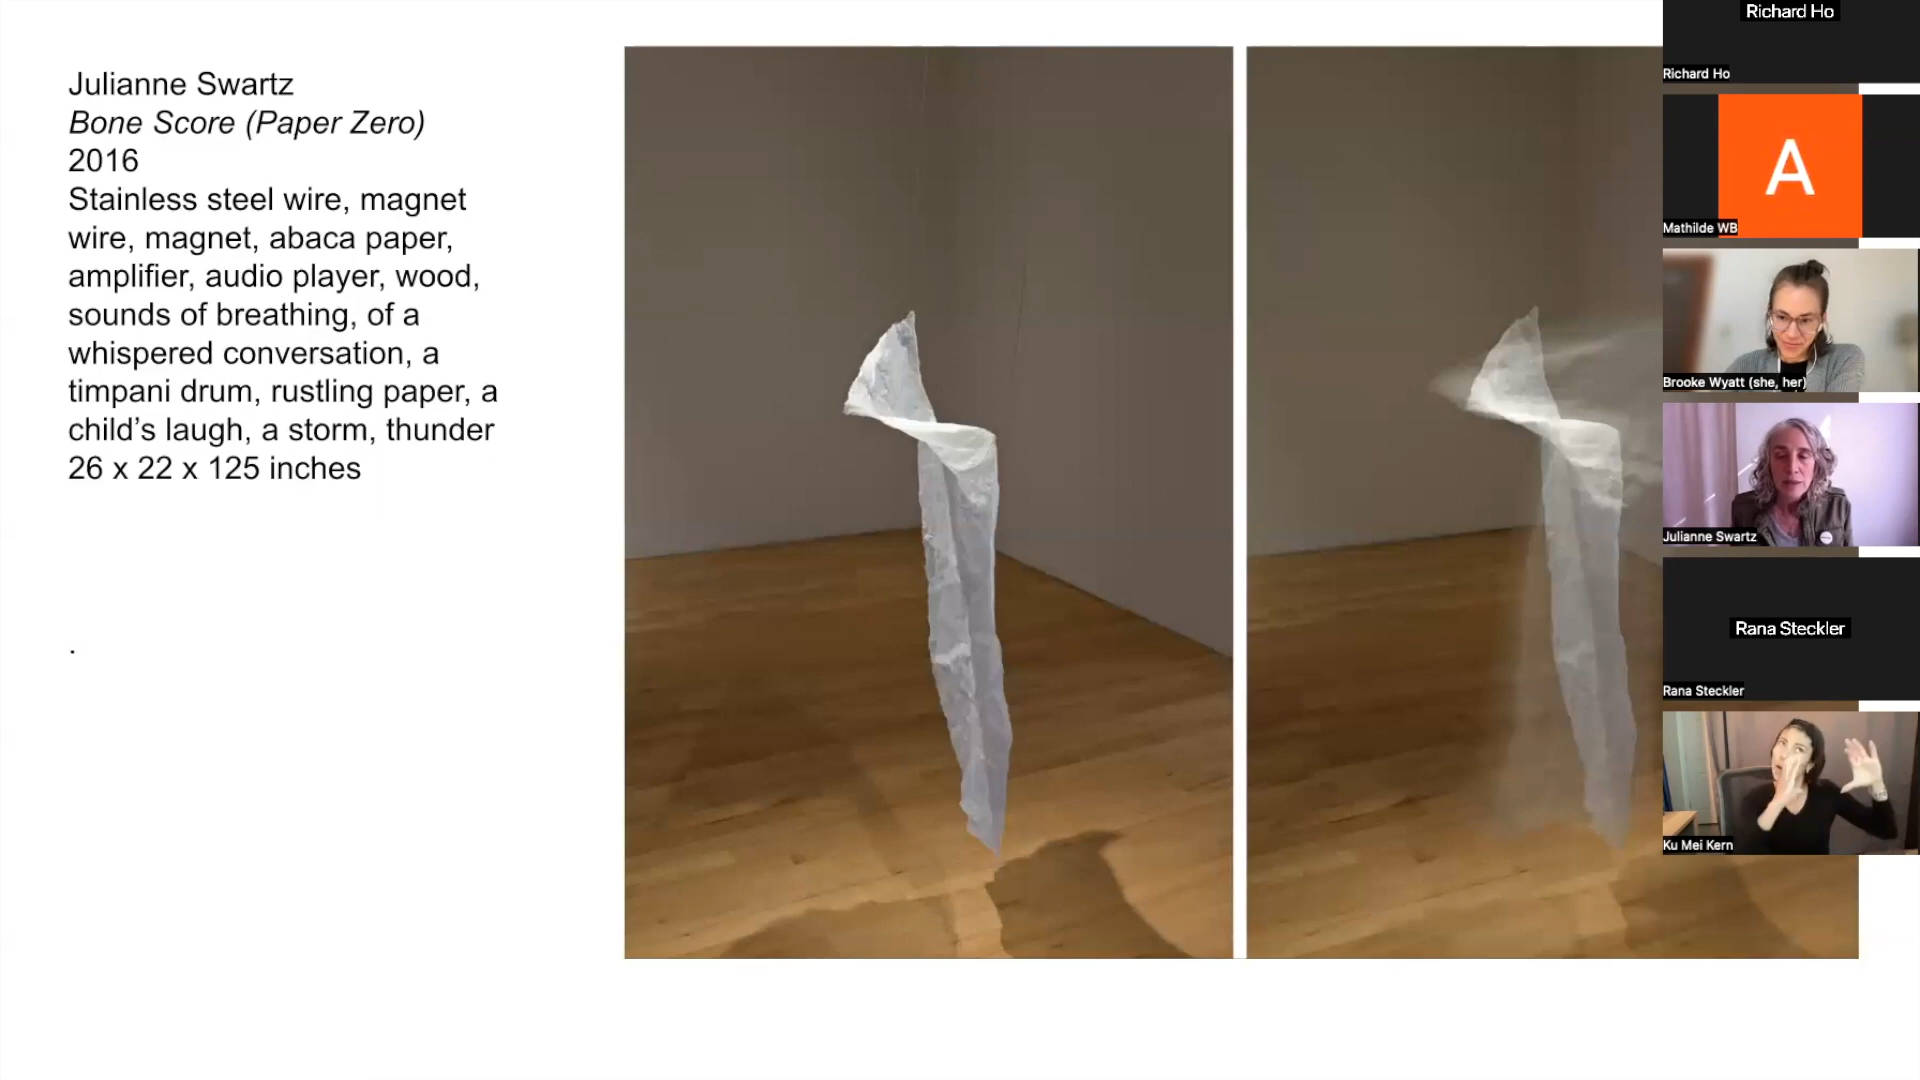 Julianne Swartz
Bone Score (Paper Zero)
2016
Stainless steel wire, magnet
wire, magnet, abaca paper,
amplifier, audio player, wood,
sounds of breathing, of a
whispered conversation, a
timpani drum, rustling paper, a
child’s laugh, a storm, thunder
26 x 22 x 125 inches
.
Richard Ho
Richard Ho
A
Mathilde WB
Brooke Wyatt (she, her)
Julianne Swartz
Rana Steckler
Rana Steckler
Ku Mei Kern